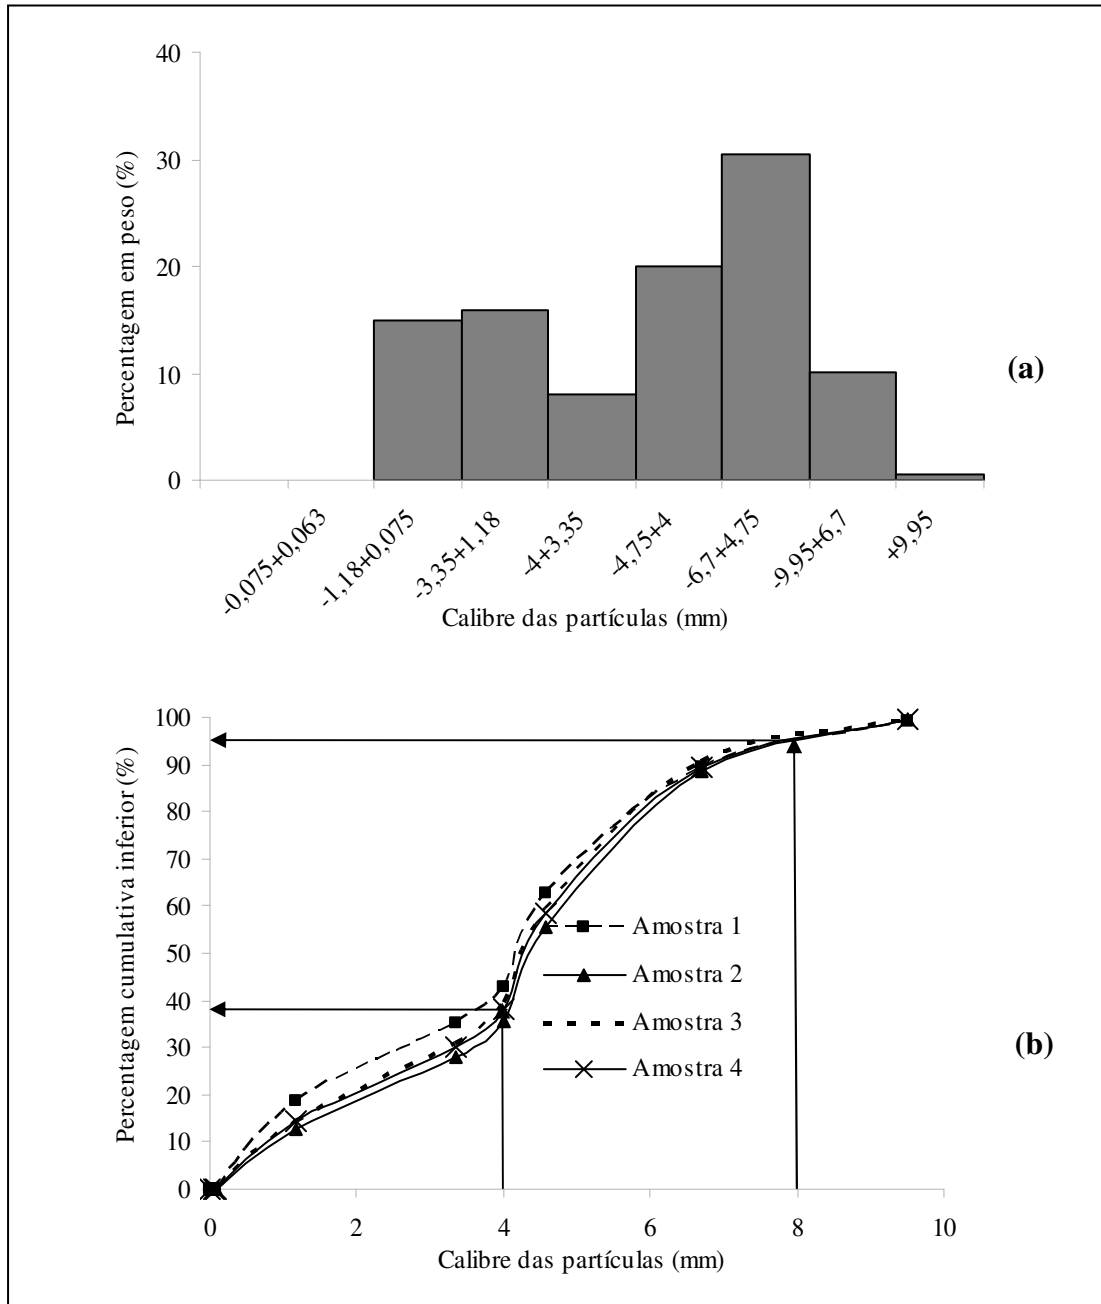 40
30
20
10
0
Percentagem em peso (%)
-0,075+0,063
-1,18+0,075
-3,35+1,18
-4+3,35
-4,75+4
-6,7+4,75
-9,95+6,7
+9,95
Calibre das partículas (mm)
(a)
100
90
80
70
60
50
40
30
20
10
0
Percentagem cumulativa inferior (%)
Amostra 1
Amostra 2
Amostra 3
Amostra 4
(b)
0 2 4 6 8 10
Calibre das partículas (mm)